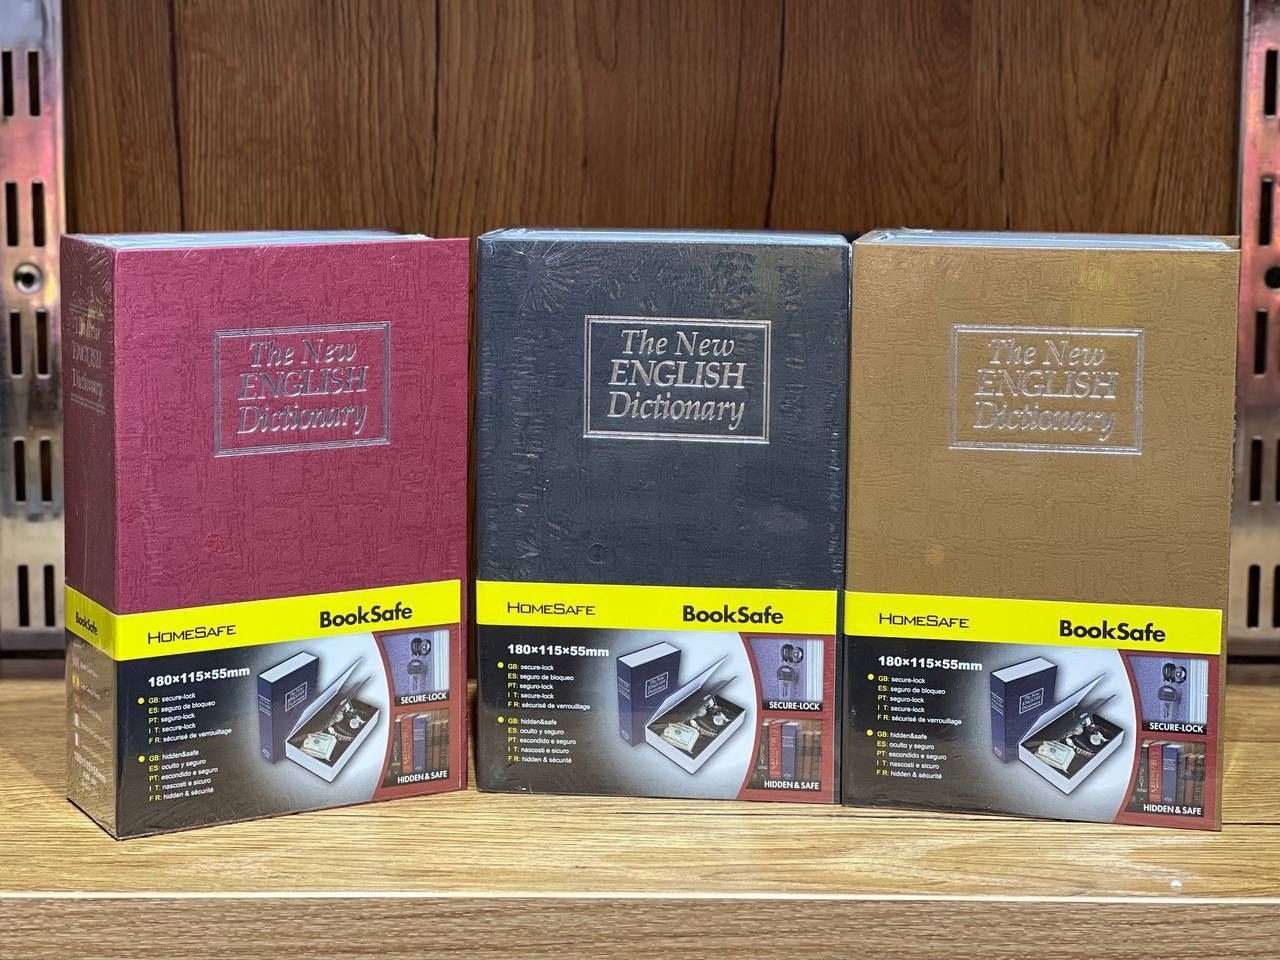 The New
ENGLISH
Dictionary
The New
ENGLISH
Dictionary
BookSafe
HOMESAFE
BookSafe
180×115×55mm
GB: secure-lock
ES: seguro de bloqueo
PT: seguro-lock
I T: secure-lock
F R: sécurisé de verrouillage
GB: hidden&safe
ES: oculto y seguro
PT: escondido e seguro
I T: nascosti e sicuro
F R: hidden & sécurité
SECURE-LOCK
HIDDEN & SAFE
The New
ENGLISH
Dictionary
HOMESAFE
BookSafe
180×115×55mm
GB: secure-lock
ES: seguro de bloqueo
PT: seguro-lock
I T: secure-lock
F R: sécurisé de verrouillage
GB: hidden&safe
ES: oculto y seguro
PT: escondido e seguro
I T: nascosti e sicuro
F R: hidden & sécurité
SECURE-LOCK
HIDDEN & SAFE
The New
ENGLISH
Dictionary
HOMESAFE
BookSafe
180×115×55mm
GB: secure-lock
ES: seguro de bloqueo
PT: seguro-lock
I T: secure-lock
F R: sécurisé de verrouillage
GB: hidden&safe
ES: oculto y seguro
PT: escondido e seguro
I T: nascosti e sicuro
F R: hidden & sécurité
SECURE-LOCK
HIDDEN & SAFE